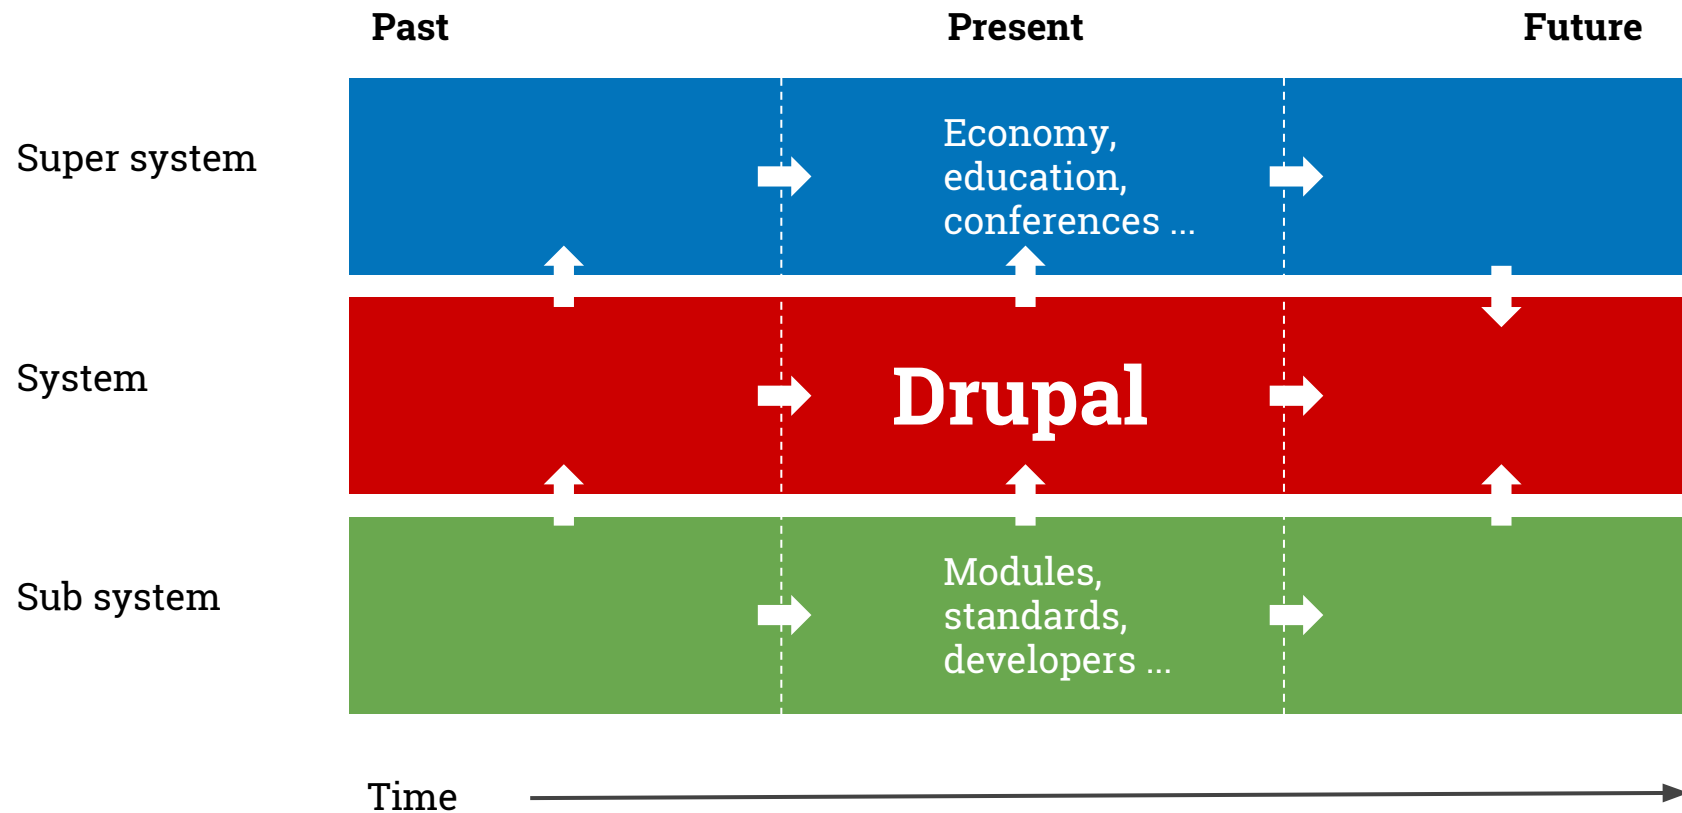 Past
Present
Future
Super system
Economy,
education,
conferences ...
System
Drupal
Sub system
Modules,
standards,
developers ...
Time